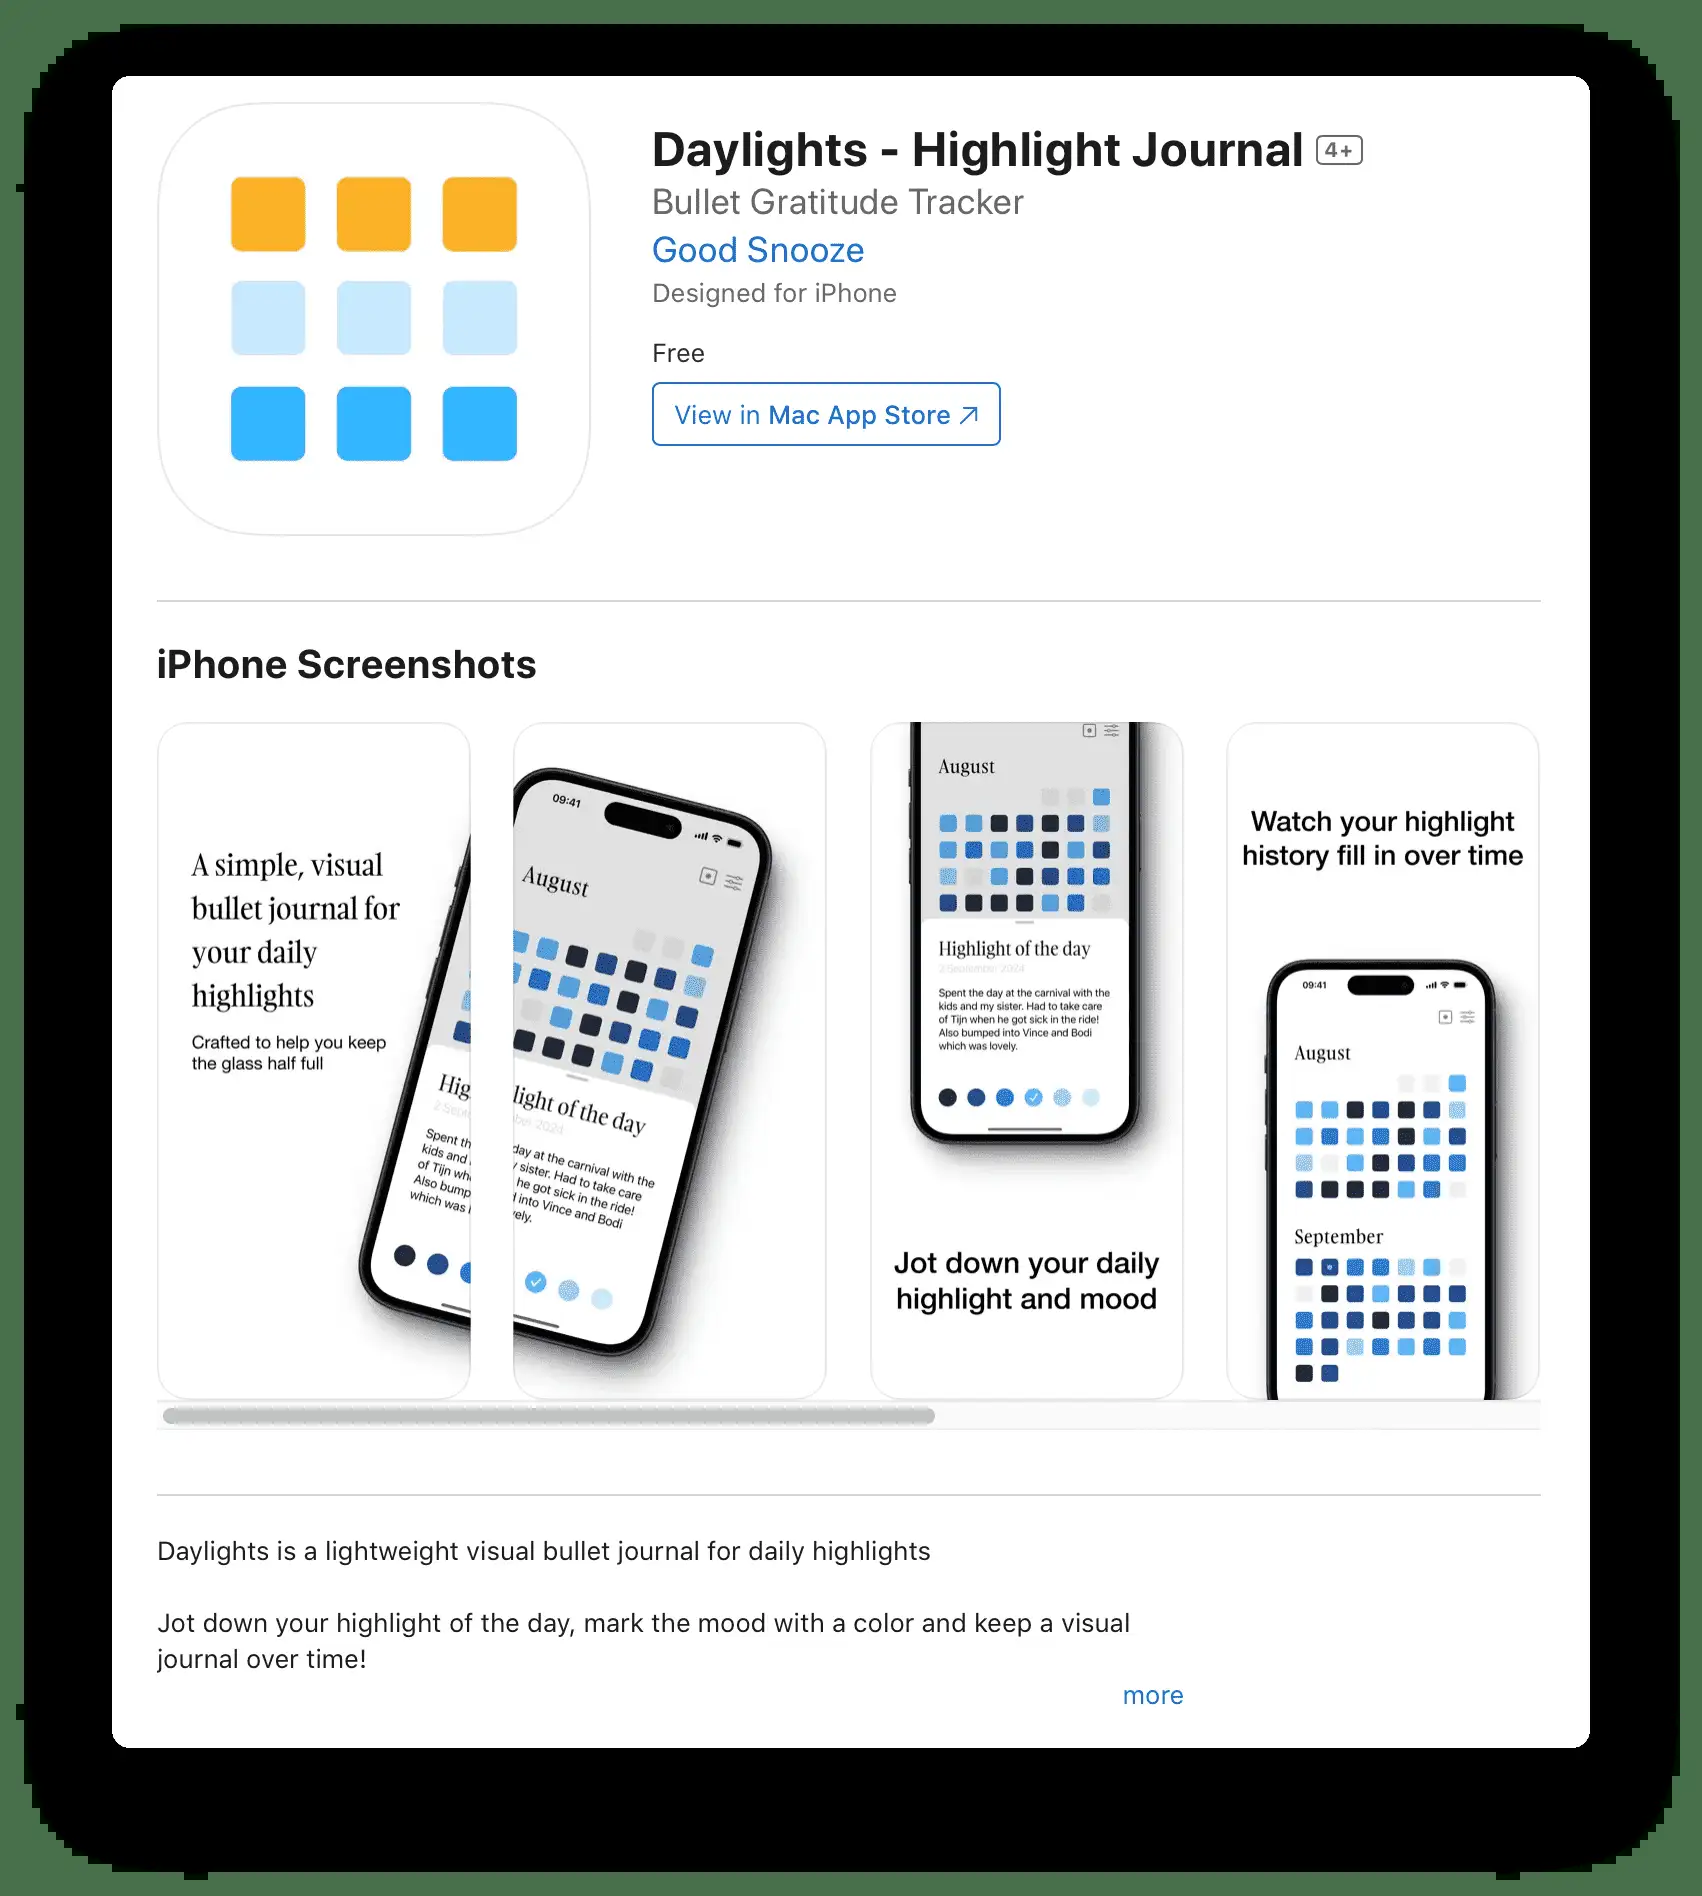 Daylights - Highlight Journal 4+
Bullet Gratitude Tracker
Good Snooze
Designed for iPhone
Free
View in Mac App Store ↗
iPhone Screenshots
A simple, visual
bullet journal for
your daily
highlights
Crafted to help you keep
the glass half full
Hig
2 Sept
Spent th
kids and
of Tijn wh
Also bump
which was
09:41
August
light of the day
ber 2024
day at the carnival with the
sister. Had to take care
he got sick in the ride!
into Vince and Bodi
ely.
August
Highlight of the day
2 September 2024
Spent the day at the carnival with the
kids and my sister. Had to take care
of Tijn when he got sick in the ride!
Also bumped into Vince and Bodi
which was lovely.
Jot down your daily
highlight and mood
Watch your highlight
history fill in over time
09:41
August
September
Daylights is a lightweight visual bullet journal for daily highlights
Jot down your highlight of the day, mark the mood with a color and keep a visual
journal over time!
more